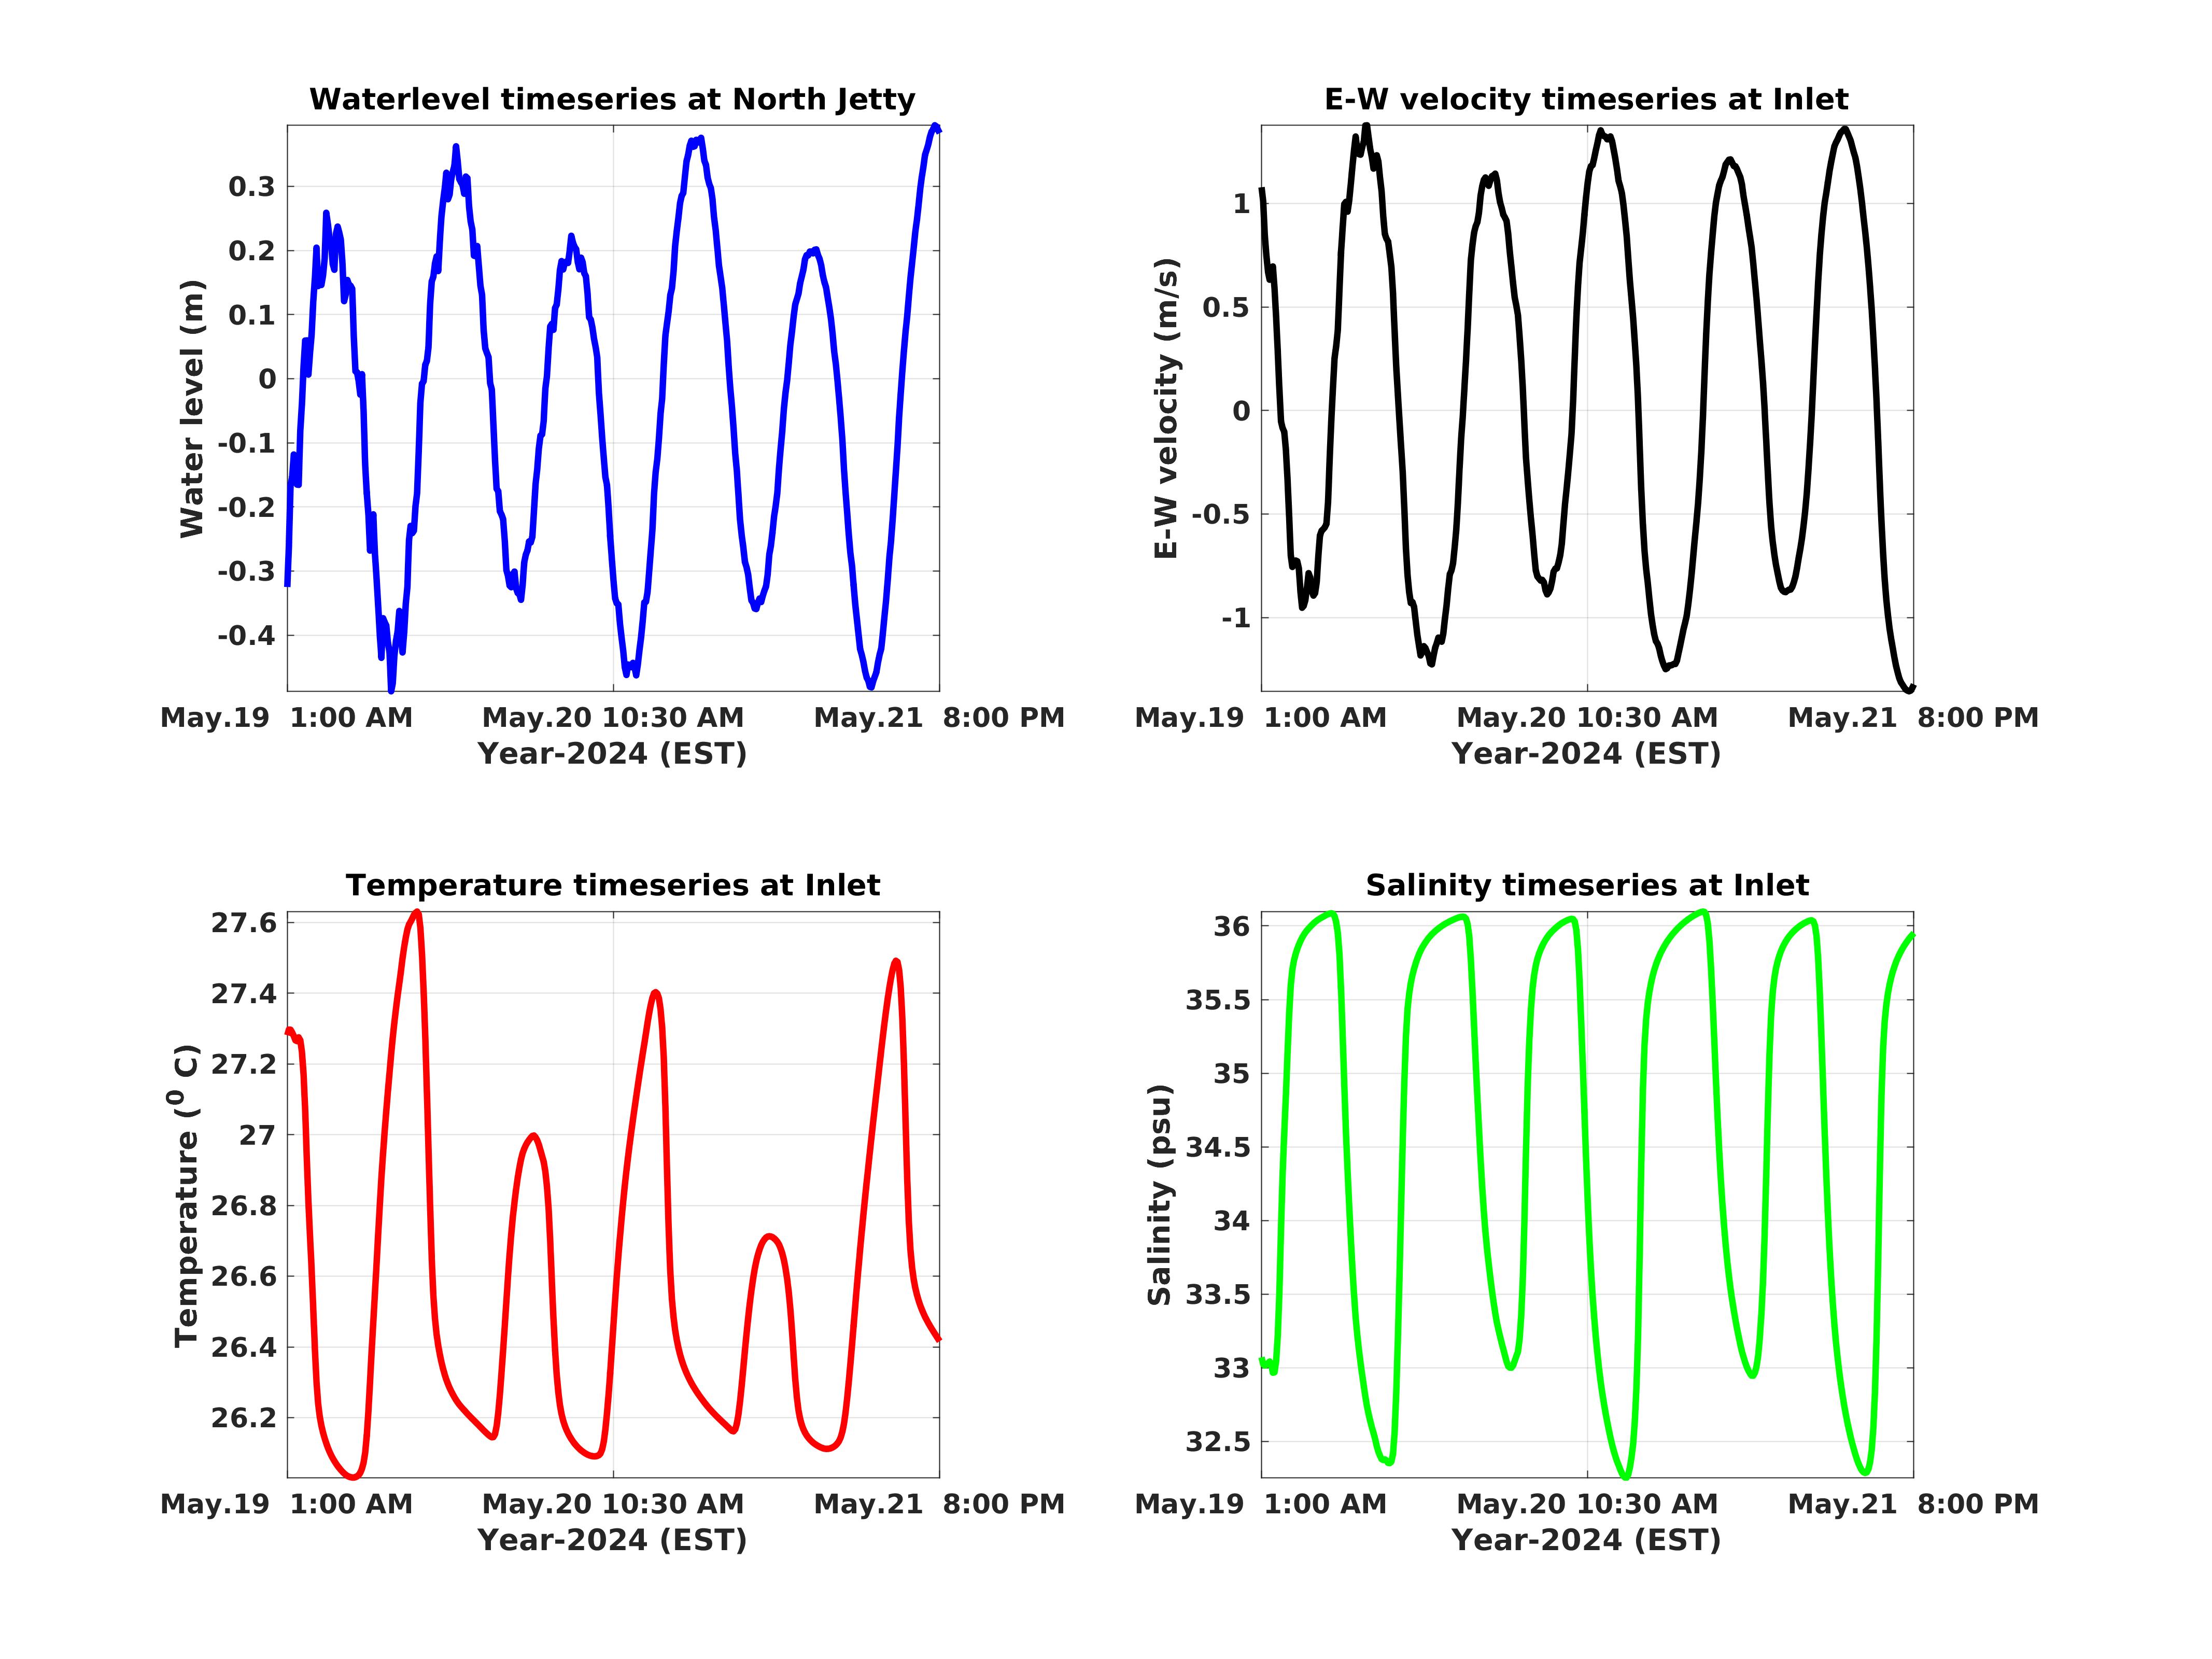 Waterlevel timeseries at North Jetty
0.3
0.2
0.1
0
-0.1
-0.2
-0.3
-0.4
Water level (m)
May.19 1:00 AM May.20 10:30 AM May.21 8:00 PM
Year-2024 (EST)
E-W velocity timeseries at Inlet
1
0.5
0
-0.5
-1
E-W velocity (m/s)
May.19 1:00 AM May.20 10:30 AM May.21 8:00 PM
Year-2024 (EST)
Temperature timeseries at Inlet
27.6
27.4
27.2
27
26.8
26.6
26.4
26.2
Temperature (⁰ C)
May.19 1:00 AM May.20 10:30 AM May.21 8:00 PM
Year-2024 (EST)
Salinity timeseries at Inlet
36
35.5
35
34.5
34
33.5
33
32.5
Salinity (psu)
May.19 1:00 AM May.20 10:30 AM May.21 8:00 PM
Year-2024 (EST)